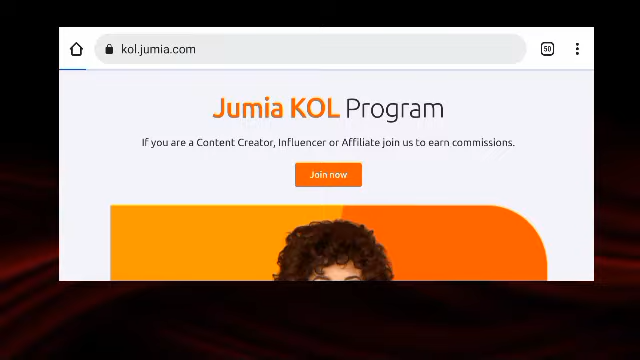 kol.jumia.com
50
Jumia KOL Program
If you are a Content Creator, Influencer or Affiliate join us to earn commissions.
Join now